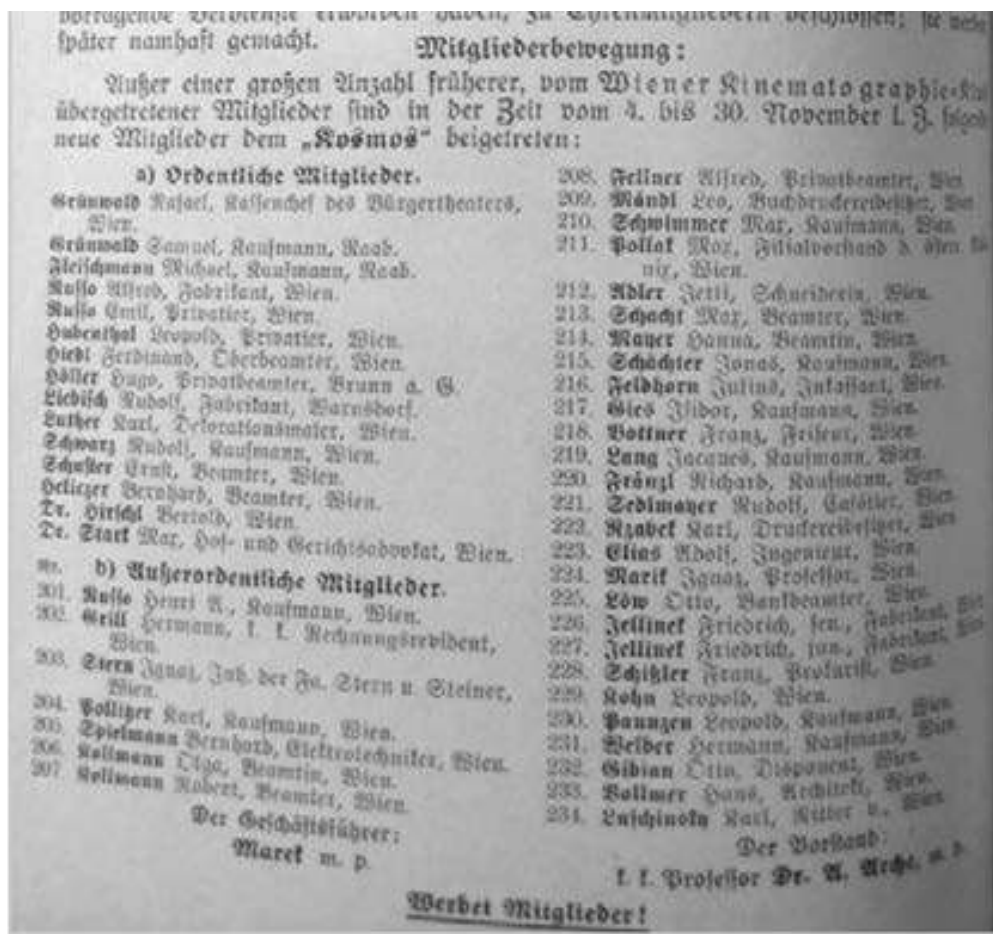 später namhaft gemacht.
Mitgliederbewegung:
Außer einer großen Anzahl früherer, vom Wiener Kinematographie-
übergetretener Mitglieder sind in der Zeit vom 4. bis 30. November l. J.
neue Mitglieder dem „Kosmos“ beigetreten:
a) Ordentliche Mitglieder.
Grünwald Rafael, Kassenchef des Bürgertheaters,
Wien.
Grünwald Samuel, Kaufmann, Raab.
Fleischmann Michael, Kaufmann, Raab.
Russo Alfred, Fabrikant, Wien.
Russo Emil, Privatier, Wien.
Hubenthal Leopold, Privatier, Wien.
Hiedl Ferdinand, Oberbeamter, Wien.
Höller Hugo, Privatbeamter, Brunn a. G.
Liebisch Rudolf, Fabrikant, Warnsdorf.
Luther Karl, Dekorationsmaler, Wien.
Schwarz Rudolf, Kaufmann, Wien.
Schuster Ernst, Beamter, Wien.
Heliczer Bernhard, Beamter, Wien.
Dr. Hirschl Bertold, Wien.
Dr. Stark Max, Hof- und Gerichtsadvokat, Wien.
Nr. b) Außerordentliche Mitglieder.
201. Russo Henri A., Kaufmann, Wien.
202. Grill Hermann, k. k. Rechnungsrevident,
Wien.
203. Stern Ignaz, Inh. der Fa. Stern u. Steiner,
Wien.
204. Pollitzer Karl, Kaufmann, Wien.
205. Spielmann Bernhard, Elektrotechniker, Wien.
206. Kollmann Olga, Beamtin, Wien.
207. Kollmann Robert, Beamter, Wien.
Der Geschäftsführer:
Marek m. p.
208. Fellner Alfred, Privatbeamter, Wien.
209. Mändl Leo, Buchdruckereibesitzer, Wien.
210. Schwimmer Max, Kaufmann, Wien.
211. Pollak Max, Filialvorstand d.
nix, Wien.
212. Adler Jetti, Schneiderin, Wien.
213. Schacht Max, Beamter, Wien.
214. Mayer Hanna, Beamtin, Wien.
215. Schächter Jonas, Kaufmann, Wien.
216. Feldhorn Julius, Inkassant, Wien.
217. Gies Isidor, Kaufmann, Wien.
218. Bottner Franz, Friseur, Wien.
219. Lang Jacques, Kaufmann, Wien.
220. Fränzl Richard, Kaufmann, Wien.
221. Sedlmayer Rudolf, Cafetier, Wien.
222. Rzabek Karl, Druckereibesitzer, Wien.
223. Elias Adolf, Ingenieur, Wien.
224. Marik Ignaz, Professor, Wien.
225. Löw Otto, Bankbeamter, Wien.
226. Jellinek Friedrich, sen., Fabrikant, Wien.
227. Jellinek Friedrich, jun., Fabrikant, Wien.
228. Schitzler Franz, Prokurist, Wien.
229. Kohn Leopold, Wien.
230. Paunzen Leopold, Kaufmann, Wien.
231. Welber Hermann, Kaufmann, Wien.
232. Gibian Otto, Disponent, Wien.
233. Vollmer Hans, Architekt, Wien.
234. Luschinsky Karl, Ritter v., Wien.
Der Vorstand:
k. k. Professor Dr. A. m. p.
Werbet Mitglieder!